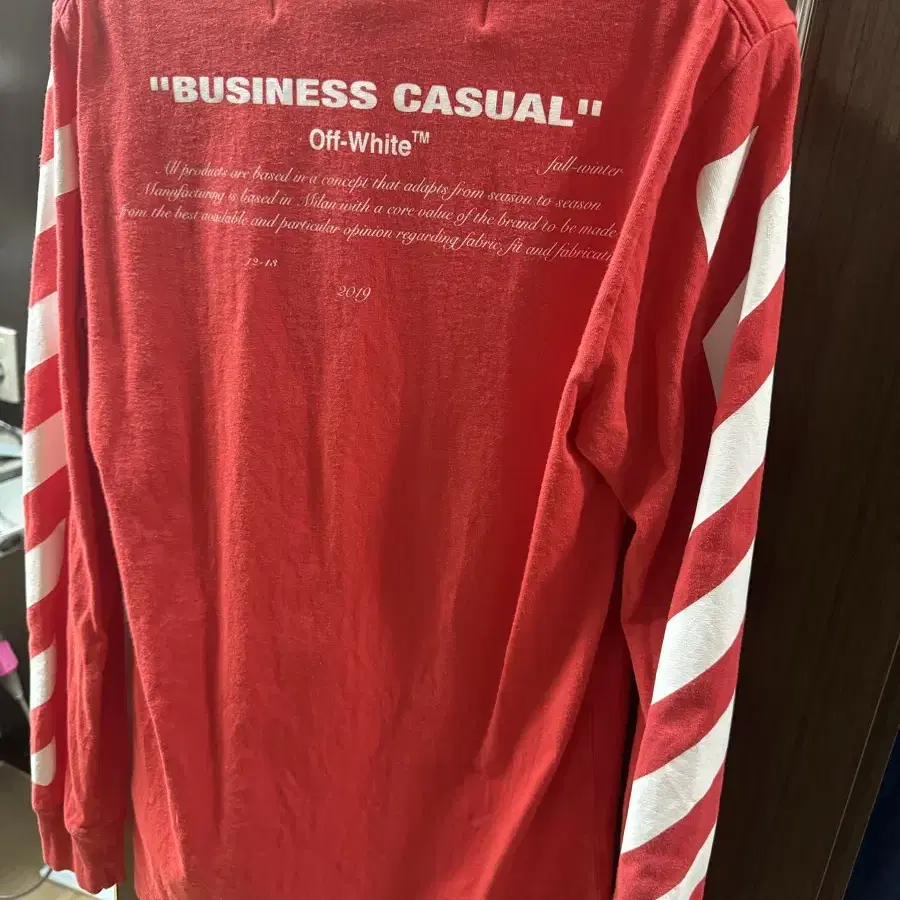 "BUSINESS CASUAL"
Off-White™
fall-winter
All products are based in a concept that adapts from season to season
Manufacturing is based in Milan with a core value of the brand to be made
from the best available and particular opinion regarding fabric, fit and
12-18
2019